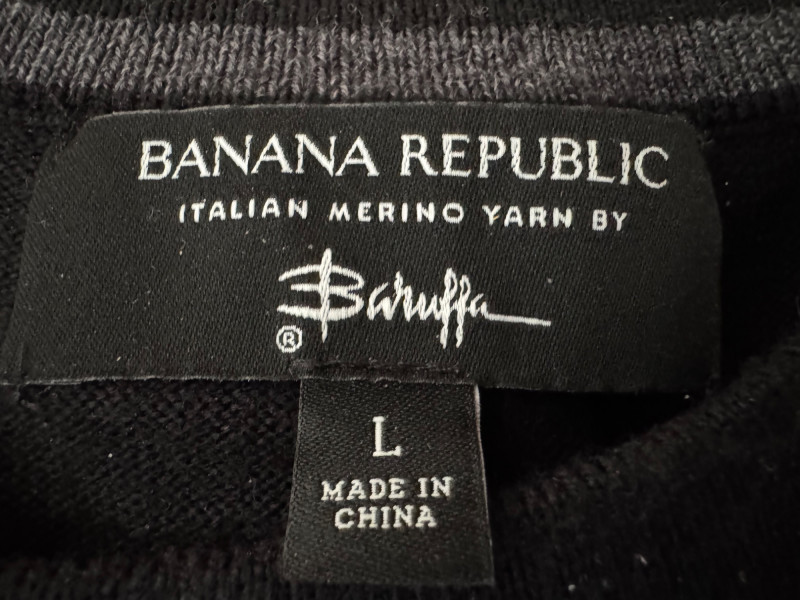 BANANA REPUBLIC
ITALIAN MERINO YARN BY
Baruffa
®
L
MADE IN
CHINA